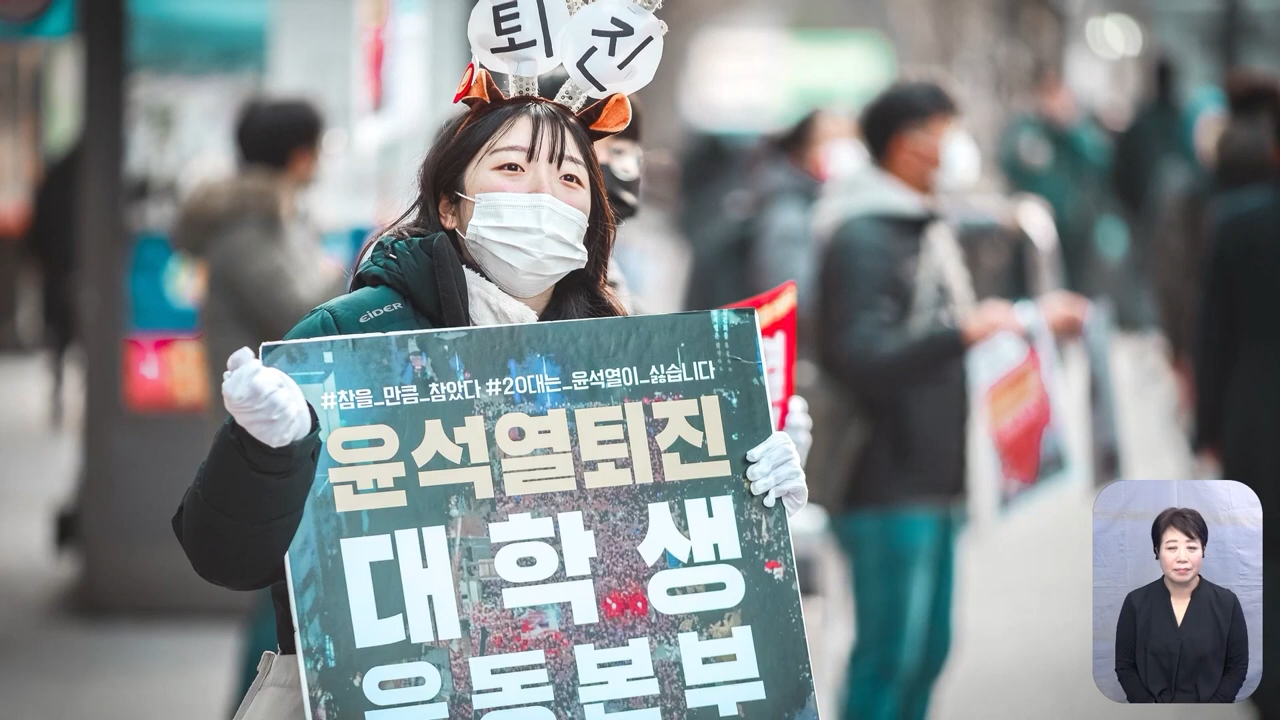 퇴진
eider
#참을_만큼_참았다 #20대는_윤석열이_싫습니다
윤석열퇴진
대학생
운동본부